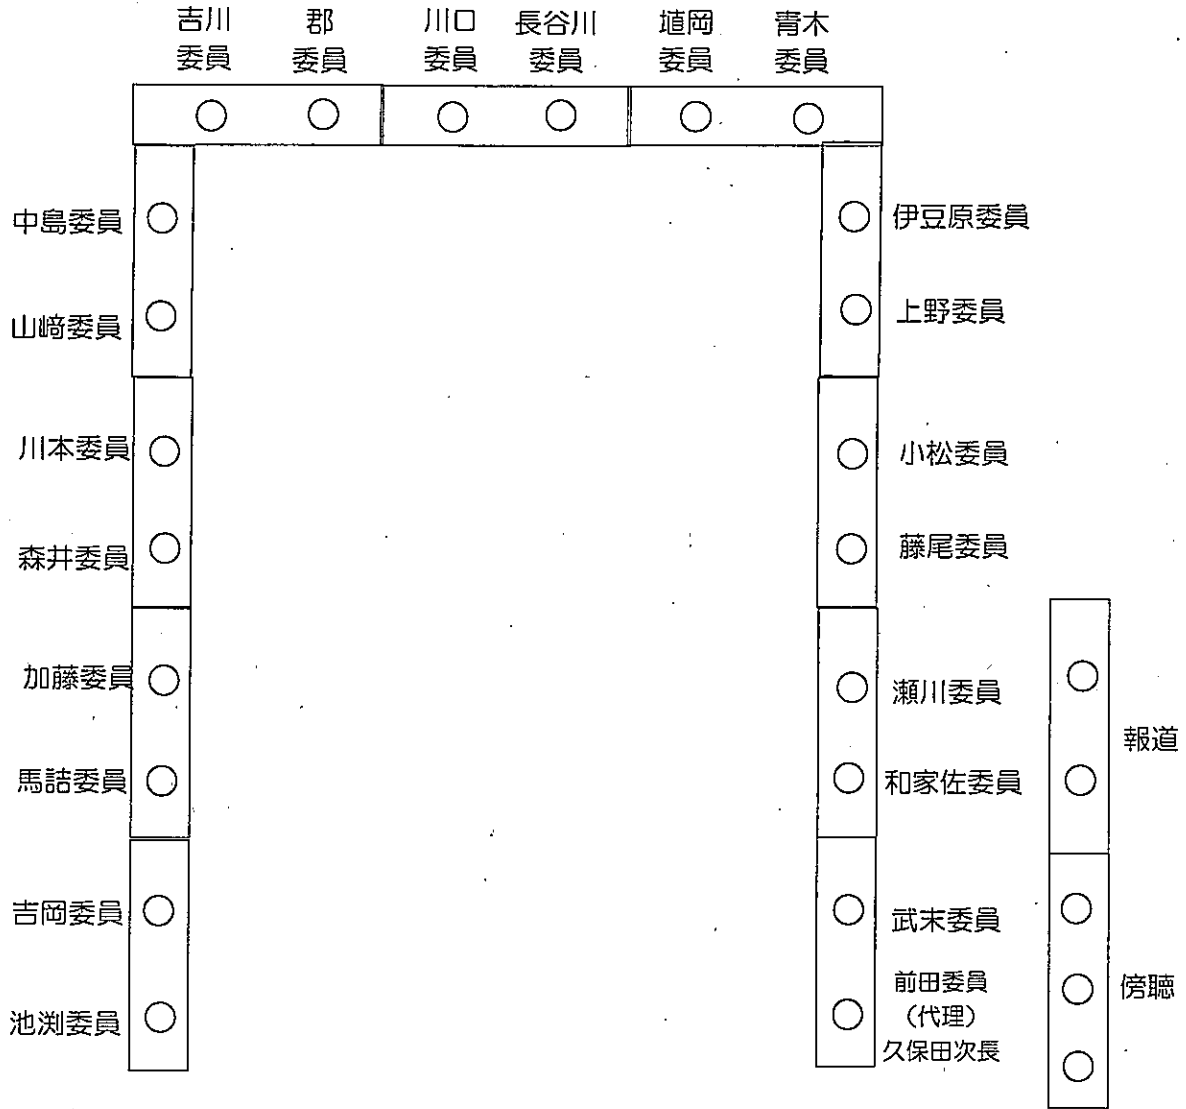 吉川 郡 川口 長谷川 埴岡 青木
委員 委員 委員 委員 委員 委員
中島委員
伊豆原委員
山﨑委員
上野委員
川本委員
小松委員
森井委員
藤尾委員
加藤委員
瀬川委員
報道
馬詰委員
和家佐委員
吉岡委員
武末委員
池渕委員
前田委員
（代理）
久保田次長
傍聴